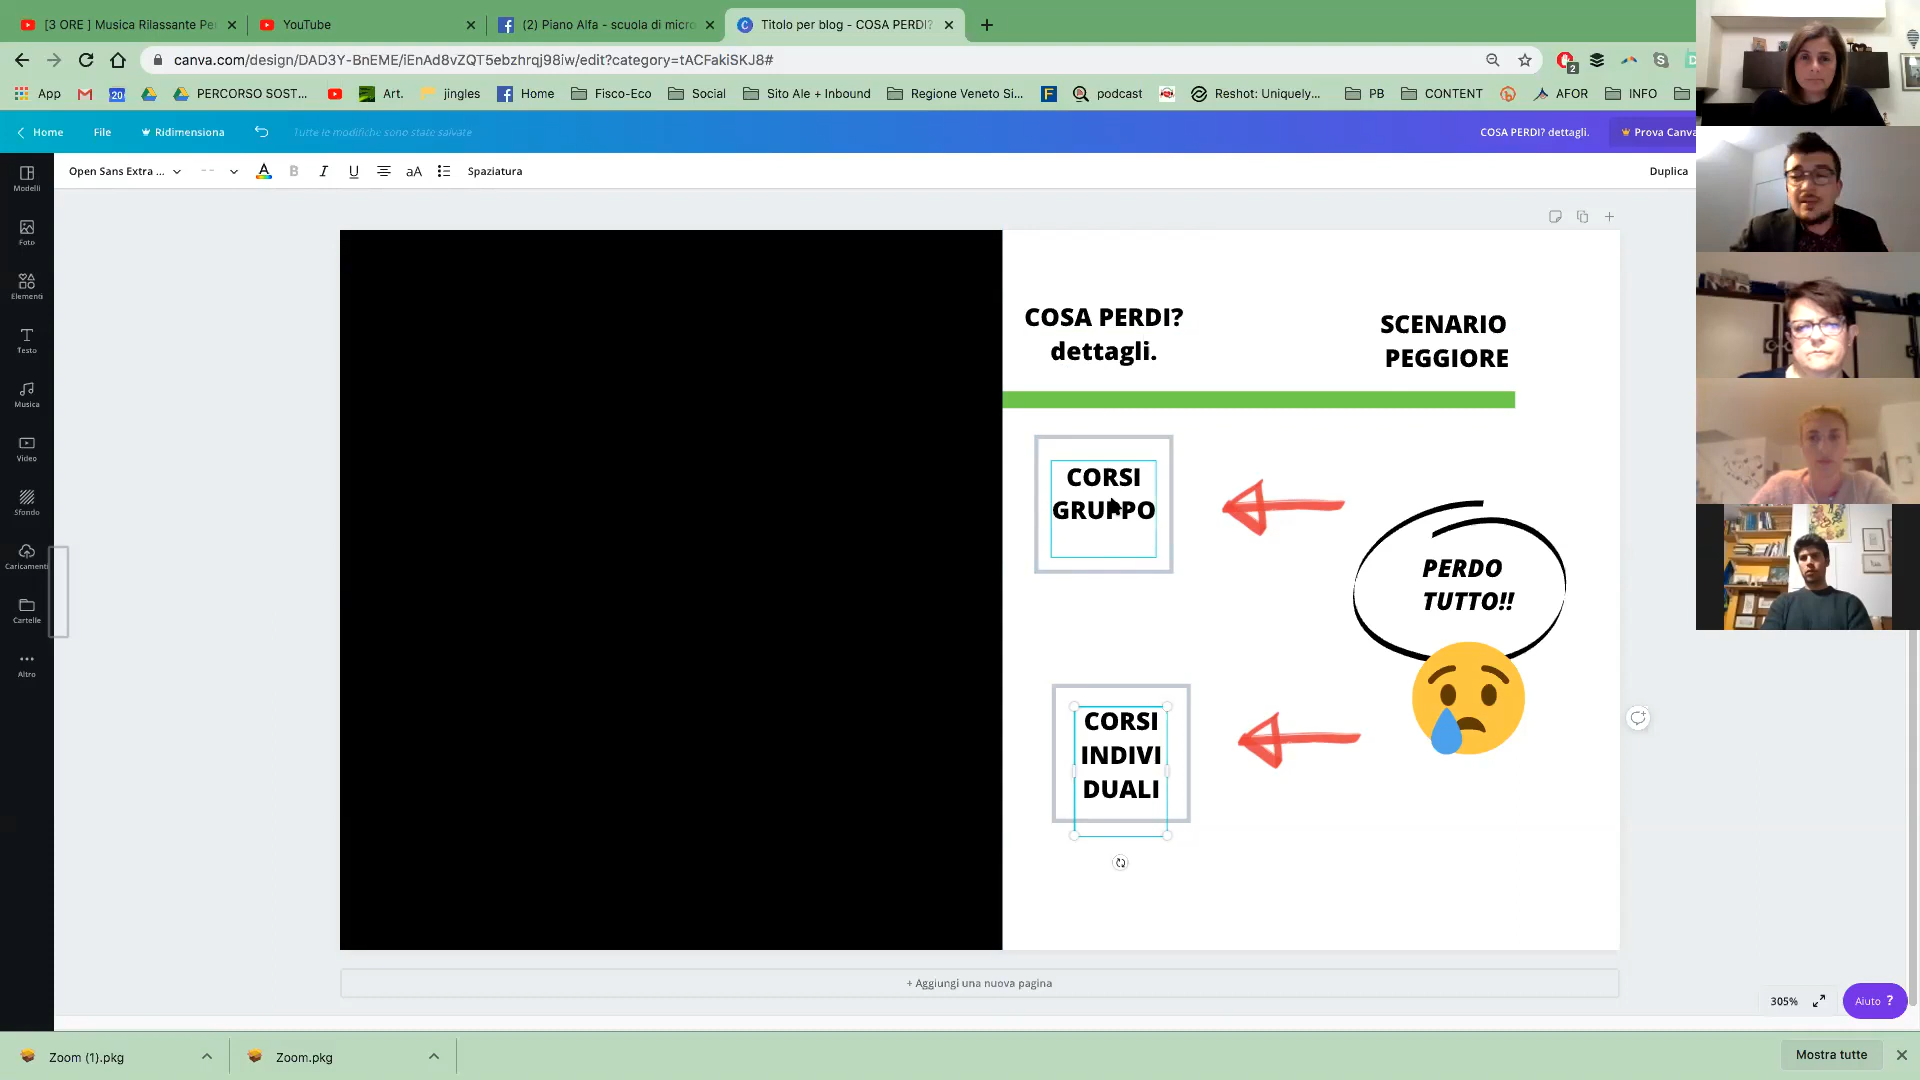 [3 ORE ] Musica Rilassante Pe
YouTube
(2) Piano Alfa - scuola di micro
Titolo per blog - COSA PERDI?
canva.com/design/DAD3Y-BnEME/iEnAd8vZQT5ebzhrqj98iw/edit?category=tACFakiSKJ8#
2
App
20
PERCORSO SOST...
Art.
jingles
Home
Fisco-Eco
Social
Sito Ale + Inbound
Regione Veneto Si...
podcast
Reshot: Uniquely,...
PB
CONTENT
AFOR
INFO
Home
File
Ridimensiona
Tutte le modifiche sono state salvate
COSA PERDI? dettagli.
Prova Canva
Open Sans Extra ...
-- --
A
B
I
U
aA
Spaziatura
Duplica
Modelli
Foto
Elementi
Testo
Musica
Video
Sfondo
Caricamenti
Cartelle
Altro
COSA PERDI?
dettagli.
SCENARIO
PEGGIORE
CORSI
GRUPPO
PERDO
TUTTO!!
CORSI
INDIVI
DUALI
+ Aggiungi una nuova pagina
305%
Aiuto ?
Zoom (1).pkg
Zoom.pkg
Mostra tutte